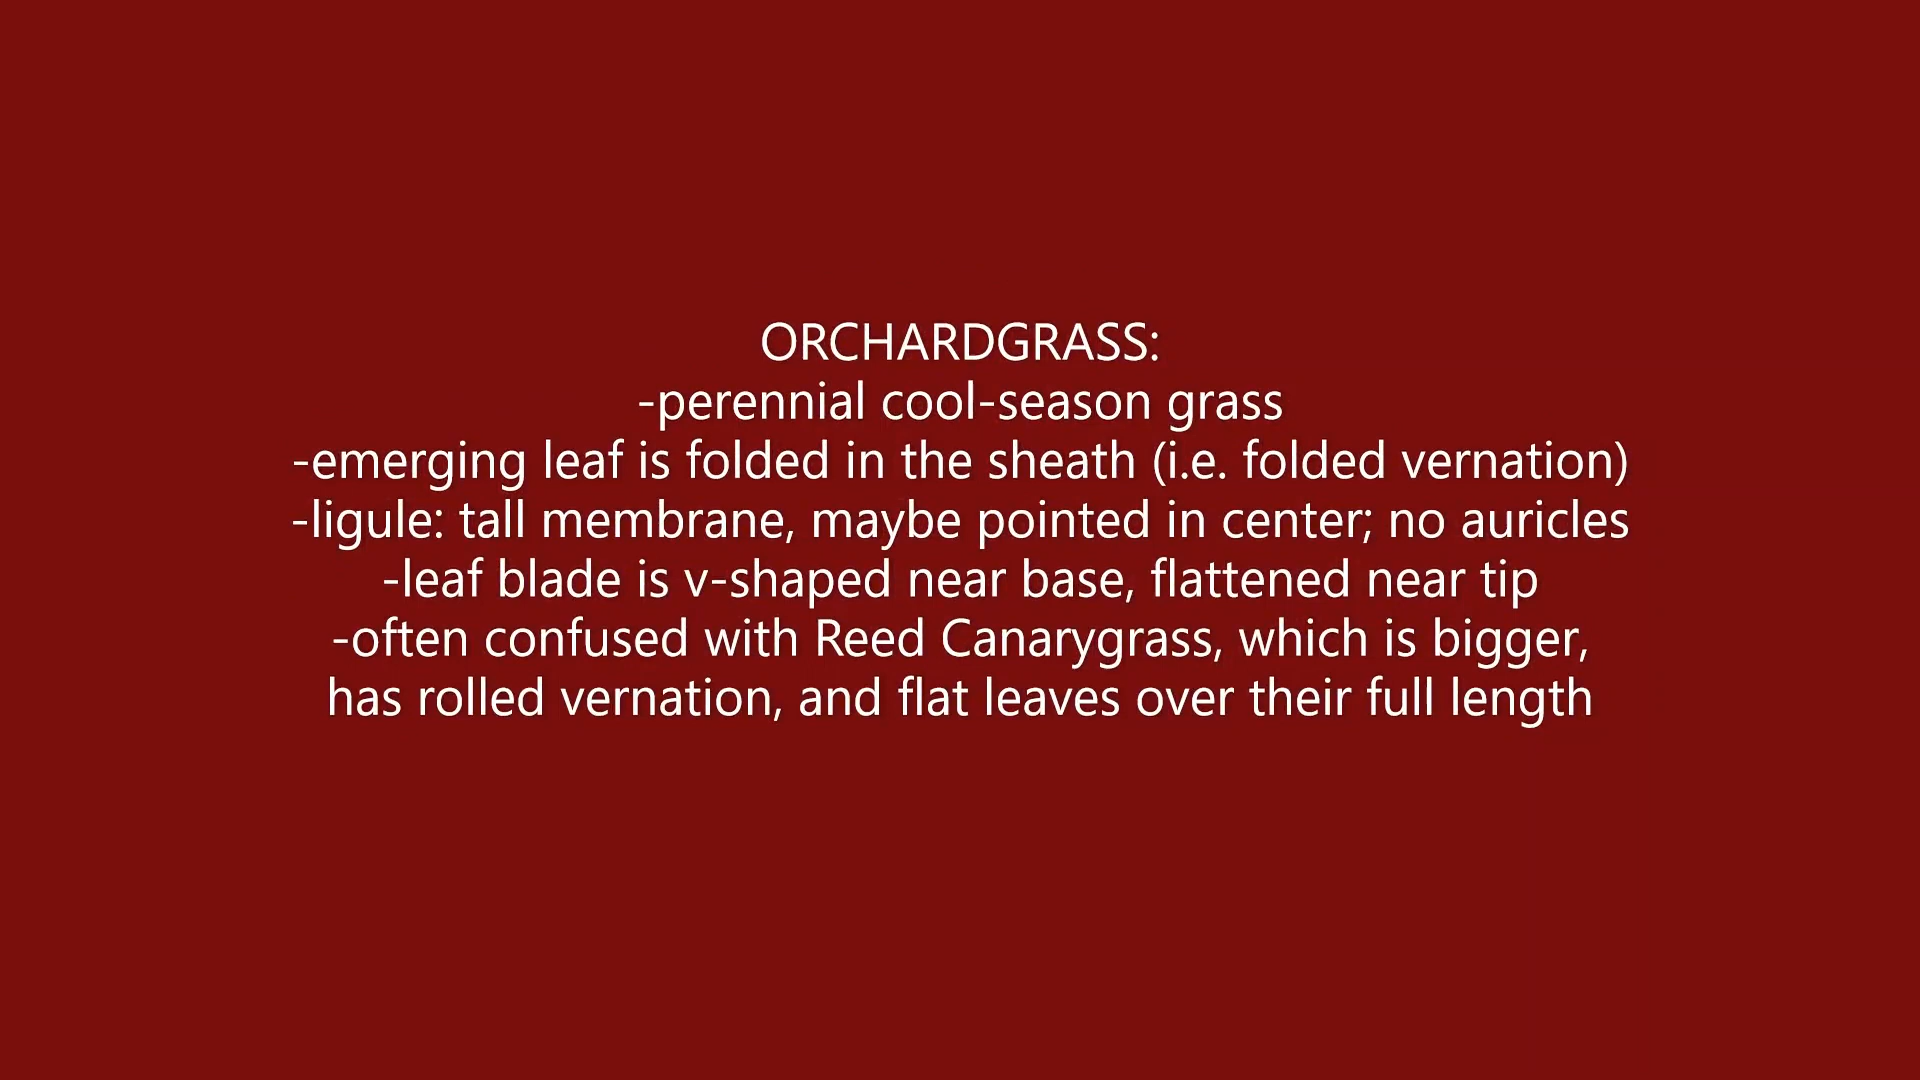 ORCHARDGRASS:
-perennial cool-season grass
-emerging leaf is folded in the sheath (i.e. folded vernation)
-ligule: tall membrane, maybe pointed in center; no auricles
-leaf blade is v-shaped near base, flattened near tip
-often confused with Reed Canarygrass, which is bigger,
has rolled vernation, and flat leaves over their full length